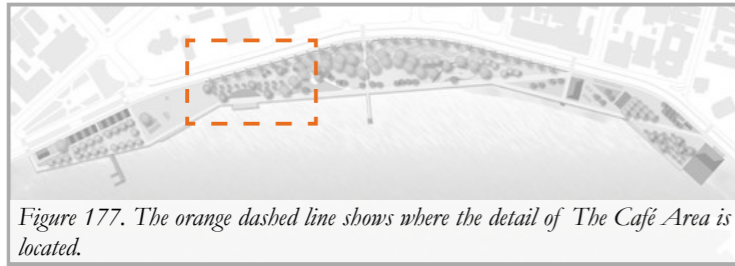 Figure 177. The orange dashed line shows where the detail of The Café Area is
located.